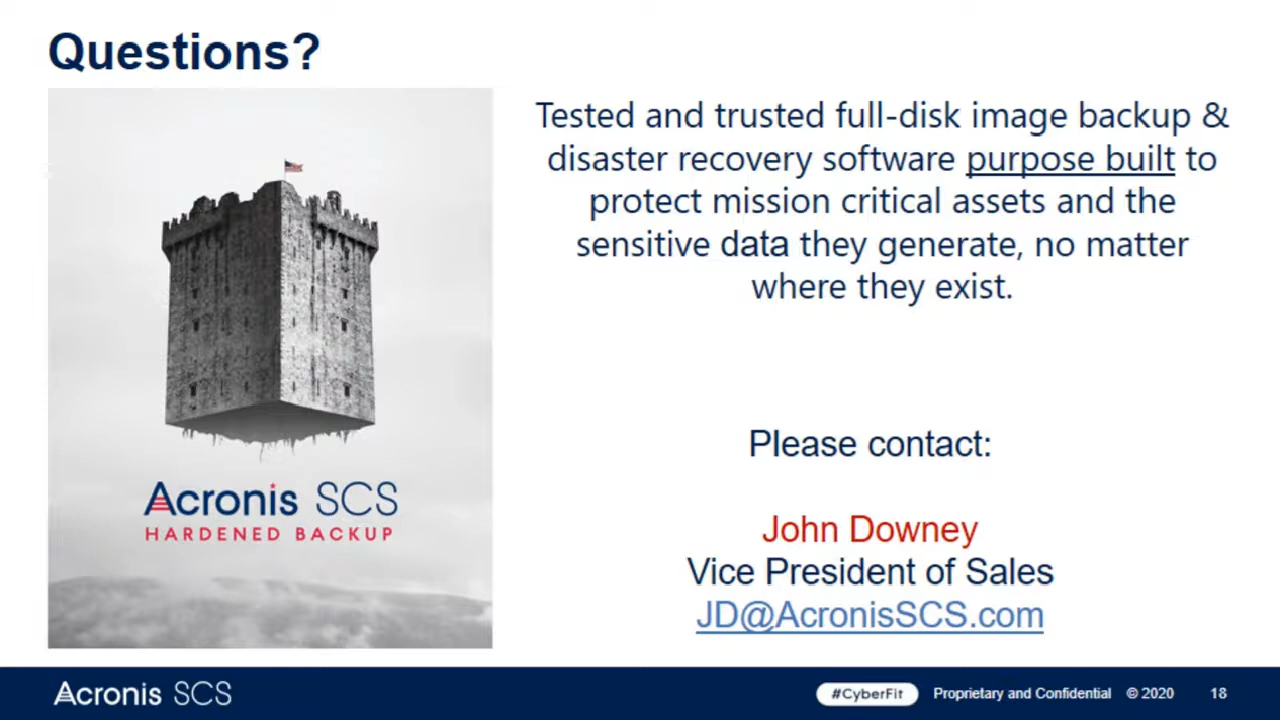 Questions?
Tested and trusted full-disk image backup &
disaster recovery software purpose built to
protect mission critical assets and the
sensitive data they generate, no matter
where they exist.
Acronis SCS
HARDENED BACKUP
Please contact:
John Downey
Vice President of Sales
JD@AcronisSCS.com
Acronis SCS
#CyberFit
Proprietary and Confidential © 2020 18